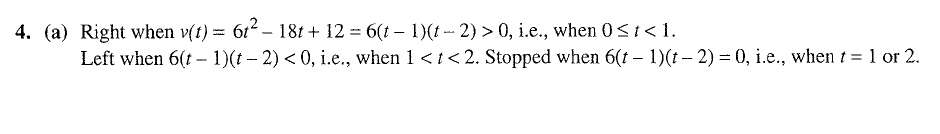 4. (a) Right when v(t) = 6t² – 18t + 12 = 6(t – 1)(t – 2) > 0, i.e., when 0 ≤ t < 1.
Left when 6(t – 1)(t – 2) < 0, i.e., when 1 < t < 2. Stopped when 6(t – 1)(t – 2) = 0, i.e., when t = 1 or 2.